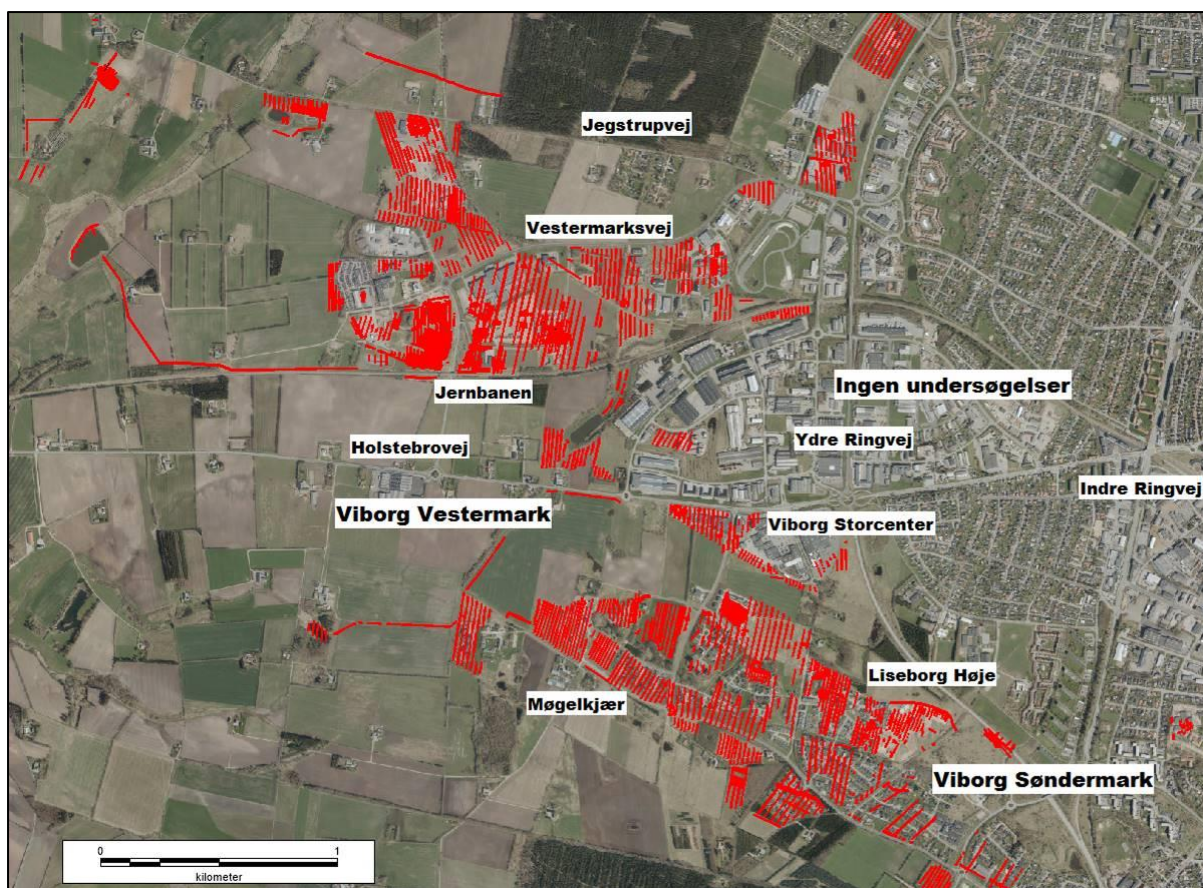 Jegstrupvej
Vestermarksvej
Ingen undersøgelser
Jernbanen
Ydre Ringvej
Holstebrovej
Indre Ringvej
Viborg Vestermark
Viborg Storcenter
Liseborg Høje
Møgelkjær
Viborg Søndermark
0 1
kilometer